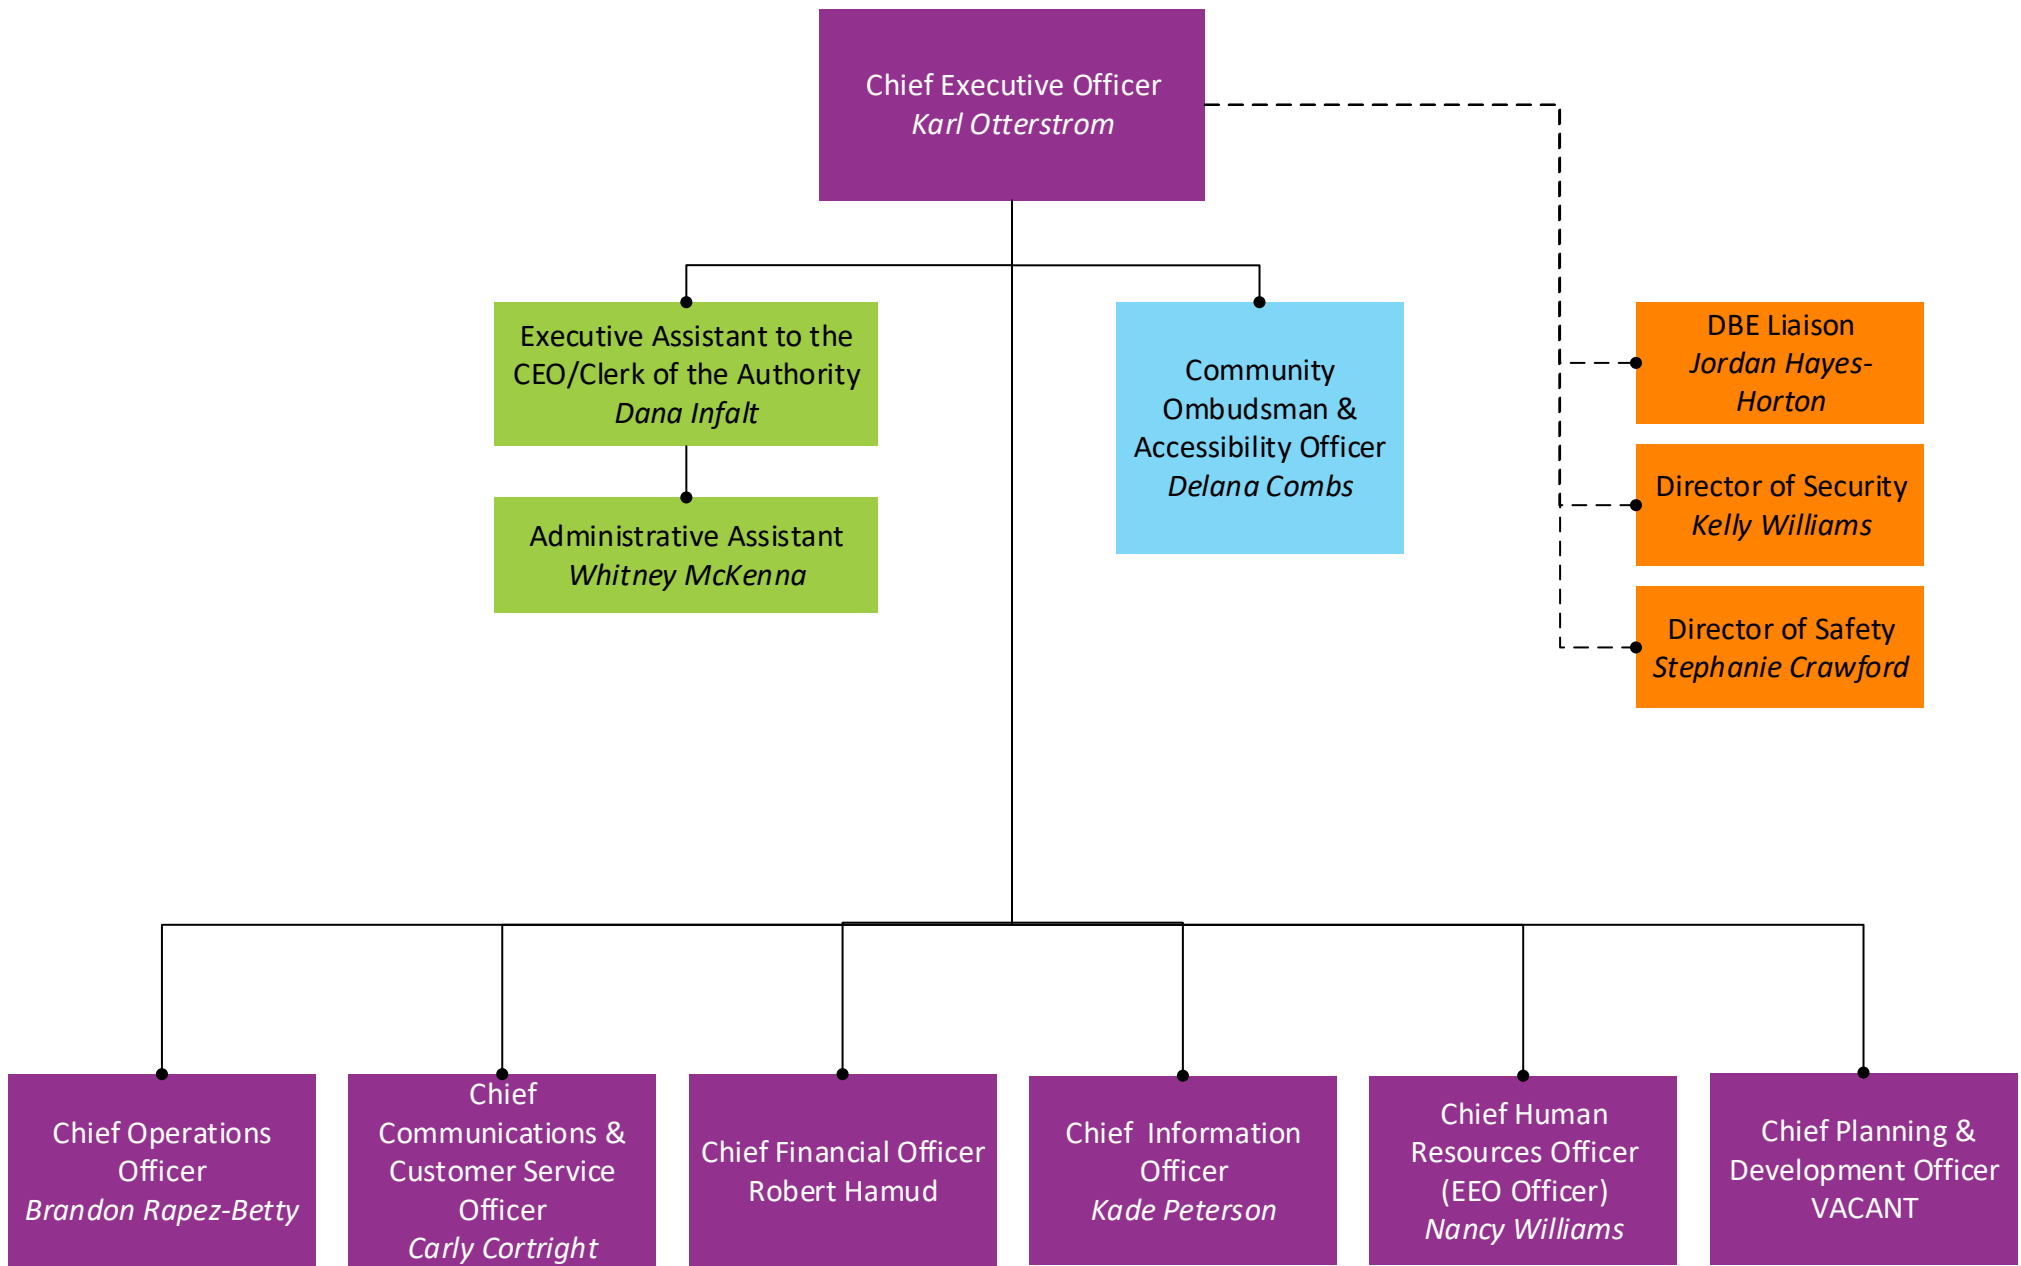 Chief Executive Officer
Karl Otterstrom
Executive Assistant to the
CEO/Clerk of the Authority
Dana Infalt
Administrative Assistant
Whitney McKenna
Community
Ombudsman &
Accessibility Officer
Delana Combs
DBE Liaison
Jordan Hayes-
Horton
Director of Security
Kelly Williams
Director of Safety
Stephanie Crawford
Chief Operations
Officer
Brandon Rapez-Betty
Chief
Communications &
Customer Service
Officer
Carly Cortright
Chief Financial Officer
Robert Hamud
Chief  Information
Officer
Kade Peterson
Chief Human
Resources Officer
(EEO Officer)
Nancy Williams
Chief Planning &
Development Officer
VACANT